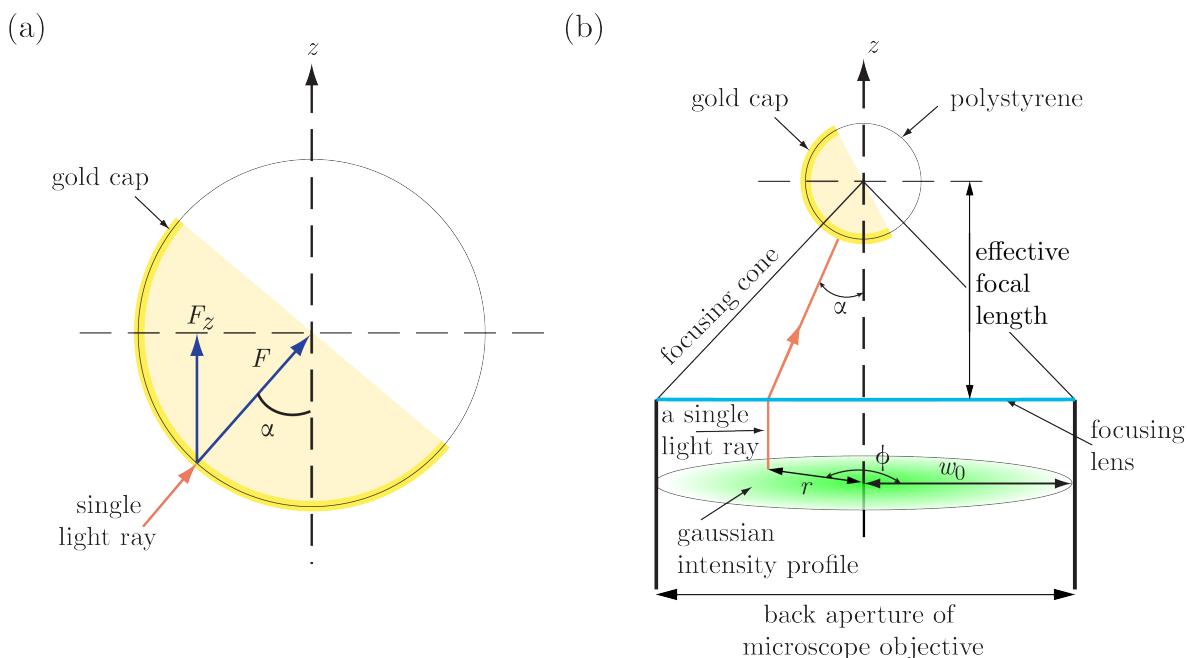 (a)
z
gold cap
F_z
F
α
single
light ray
(b)
z
gold cap
polystyrene
focusing cone
effective
focal
length
α
a single
light ray
focusing
lens
ϕ
w_0
r
gaussian
intensity profile
back aperture of
microscope objective